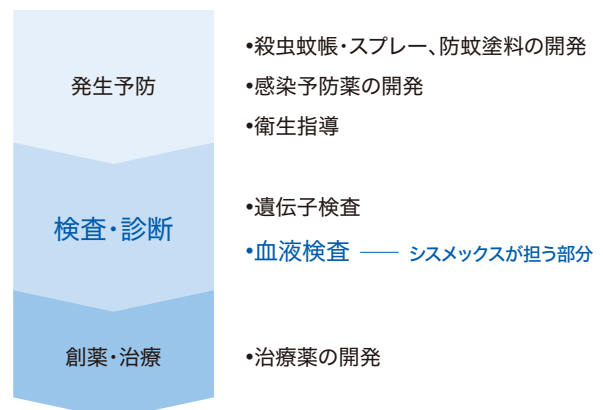 発生予防
•殺虫蚊帳・スプレー、防蚊塗料の開発
•感染予防薬の開発
•衛生指導
検査・診断
•遺伝子検査
•血液検査 ── シスメックスが担う部分
創薬・治療
•治療薬の開発